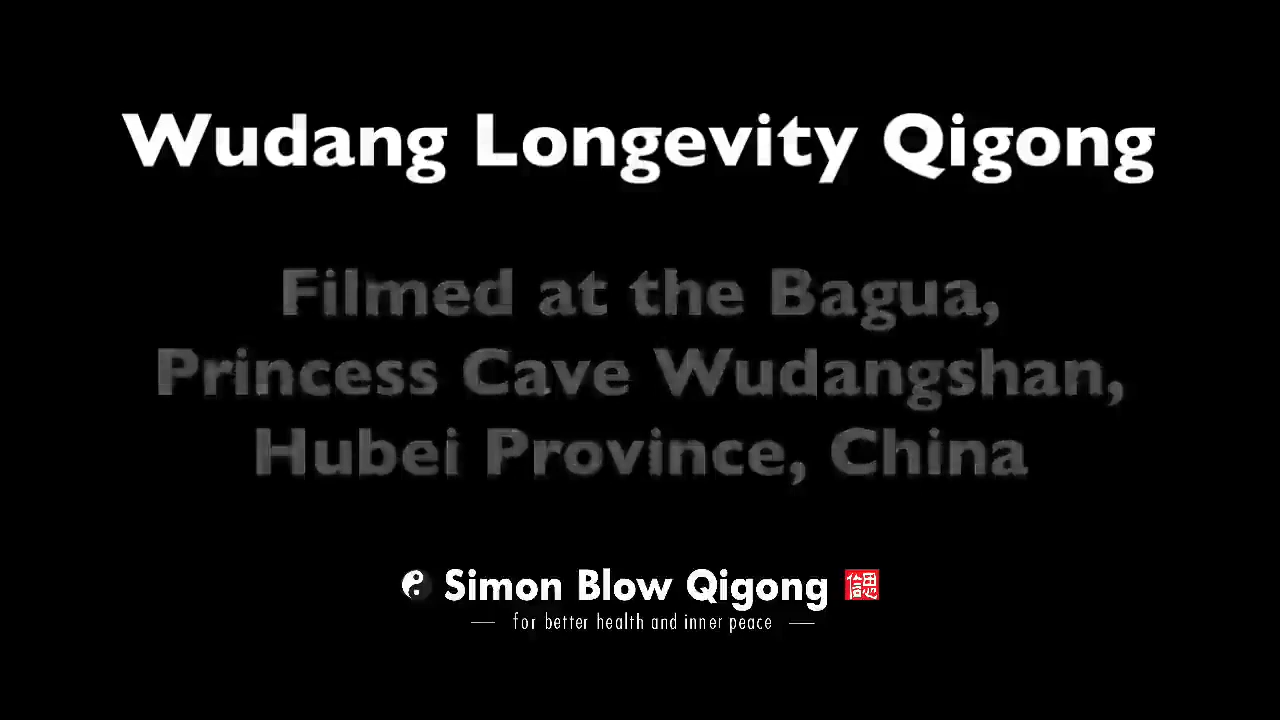 Wudang Longevity Qigong
Filmed at the Bagua,
Princess Cave Wudangshan,
Hubei Province, China
Simon Blow Qigong
for better health and inner peace